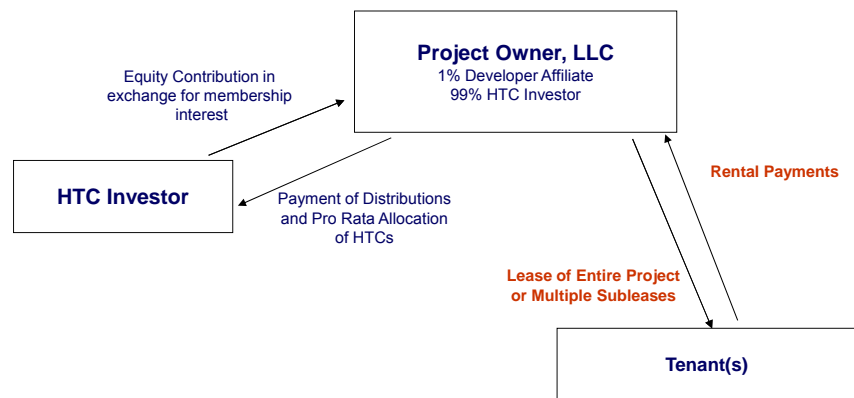 Project Owner, LLC
1% Developer Affiliate
99% HTC Investor
Equity Contribution in
exchange for membership
interest
HTC Investor
Payment of Distributions
and Pro Rata Allocation
of HTCs
Rental Payments
Lease of Entire Project
or Multiple Subleases
Tenant(s)